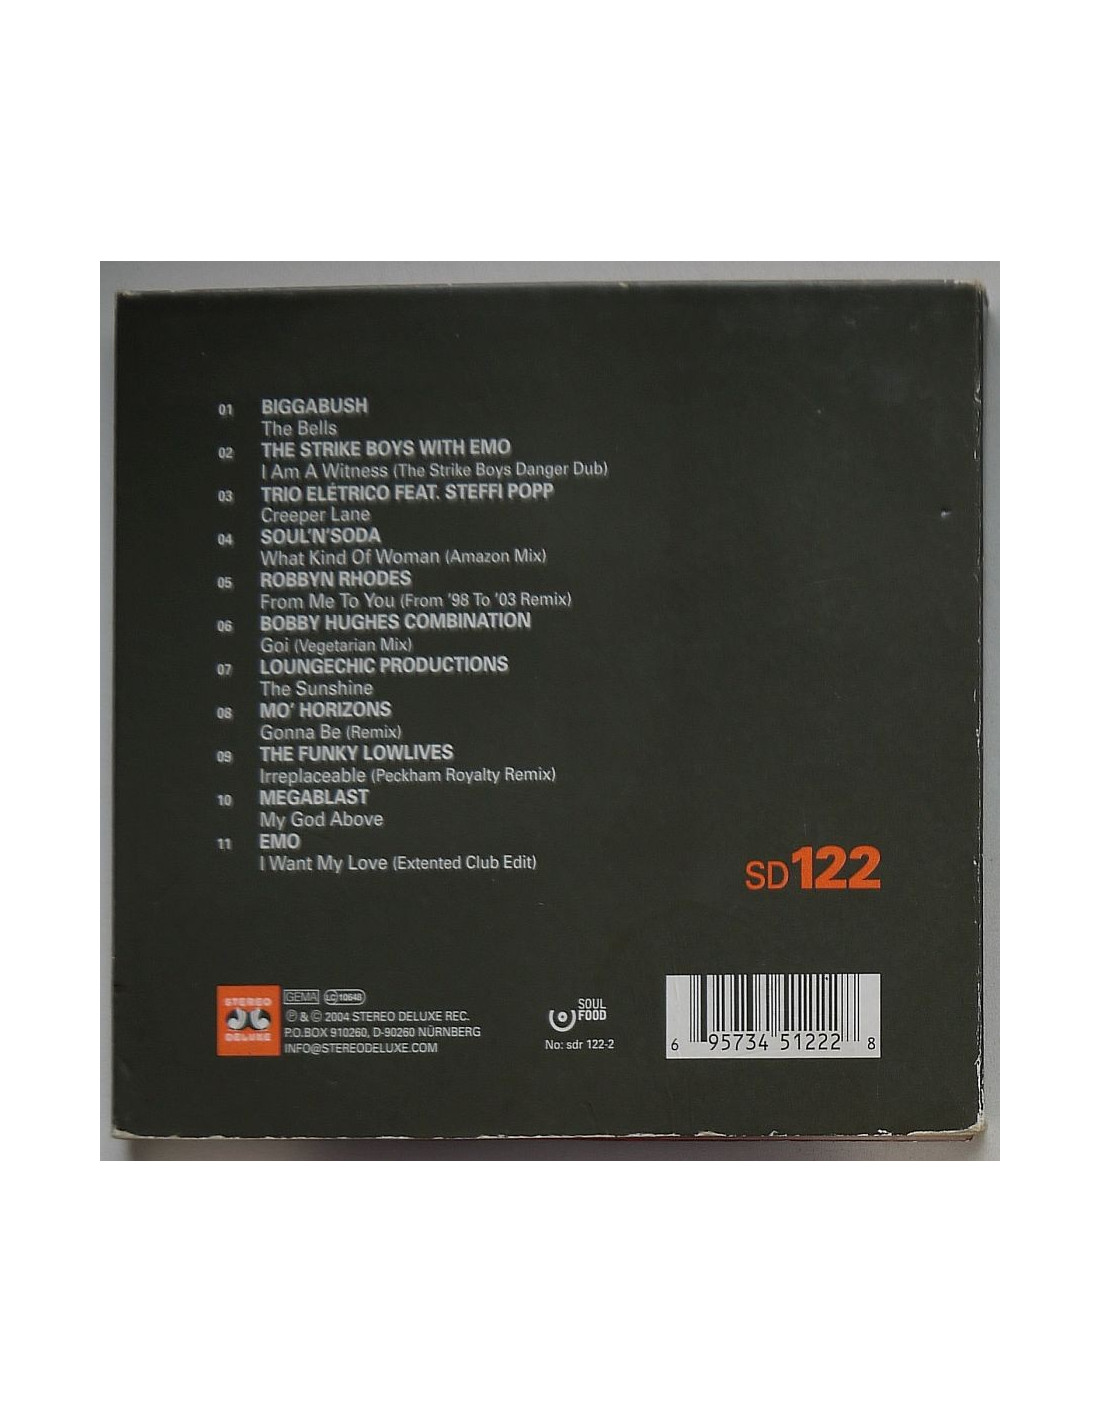 01 BIGGABUSH
The Bells
02 THE STRIKE BOYS WITH EMO
I Am A Witness (The Strike Boys Danger Dub)
03 TRIO ELÉTRICO FEAT. STEFFI POPP
Creeper Lane
04 SOUL'N'SODA
What Kind Of Woman (Amazon Mix)
05 ROBBYN RHODES
From Me To You (From '98 To '03 Remix)
06 BOBBY HUGHES COMBINATION
Goi (Vegetarian Mix)
07 LOUNGECHIC PRODUCTIONS
The Sunshine
08 MO' HORIZONS
Gonna Be (Remix)
09 THE FUNKY LOWLIVES
Irreplaceable (Peckham Royalty Remix)
10 MEGABLAST
My God Above
11 EMO
I Want My Love (Extented Club Edit)
SD122
STEREO
DELUXE
GEMA LC 10648
℗ & © 2004 STEREO DELUXE REC.
P.O.BOX 910260, D-90260 NÜRNBERG
INFO@STEREODELUXE.COM
SOUL
FOOD
No: sdr 122-2
6 95734 51222 8